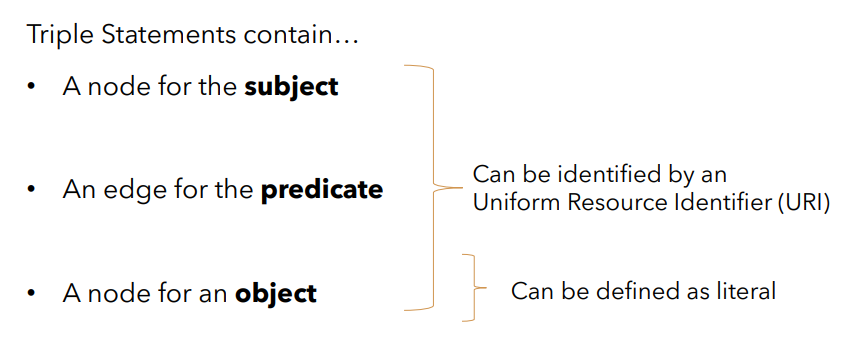 Triple Statements contain…
• A node for the subject
• An edge for the predicate
Can be identified by an
Uniform Resource Identifier (URI)
• A node for an object
Can be defined as literal